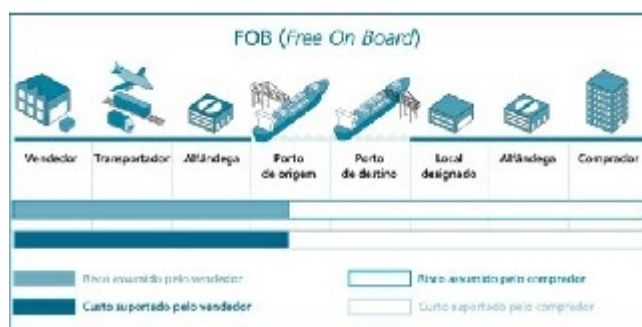 FOB (Free On Board)
Vendedor
Transportador
Alfândega
Porto
de origem
Porto
de destino
Local
designado
Alfândega
Comprador
Risco assumido pelo vendedor
Risco assumido pelo comprador
Custo suportado pelo vendedor
Custo suportado pelo comprador